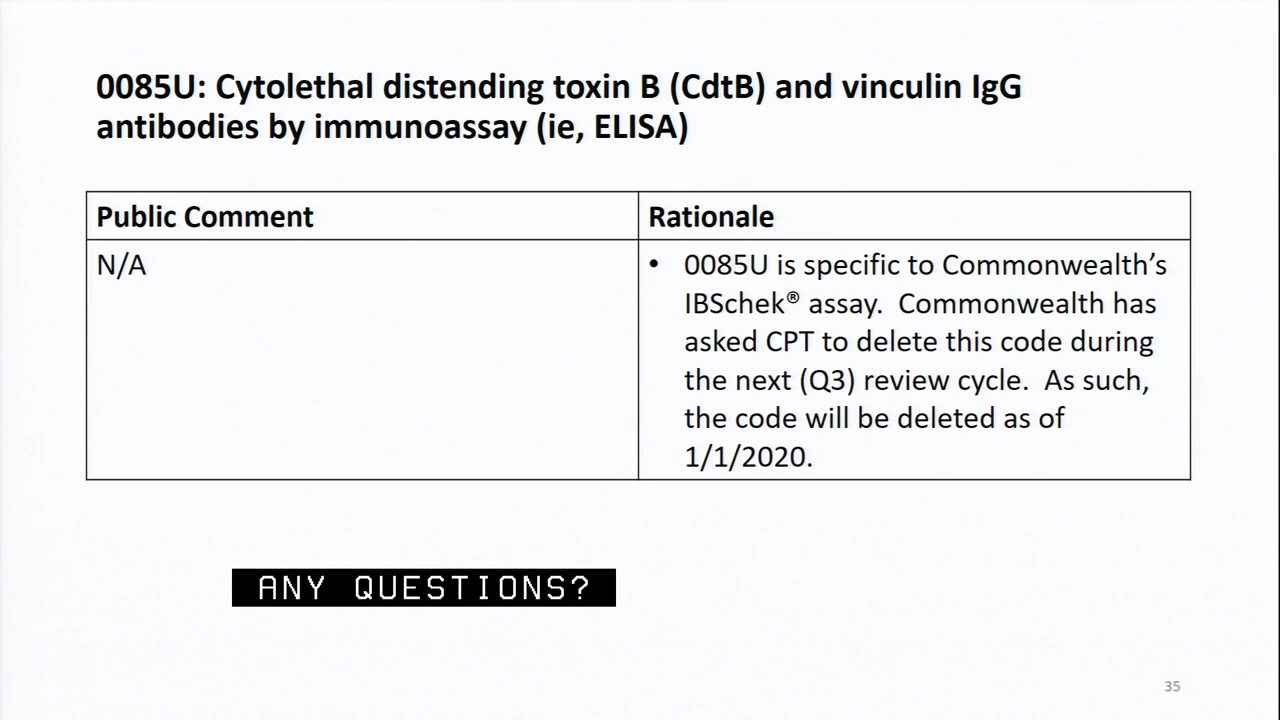 0085U: Cytolethal distending toxin B (CdtB) and vinculin IgG
antibodies by immunoassay (ie, ELISA)
Public Comment
Rationale
N/A
• 0085U is specific to Commonwealth’s
IBSchek® assay.  Commonwealth has
asked CPT to delete this code during
the next (Q3) review cycle.  As such,
the code will be deleted as of
1/1/2020.
ANY QUESTIONS?
35